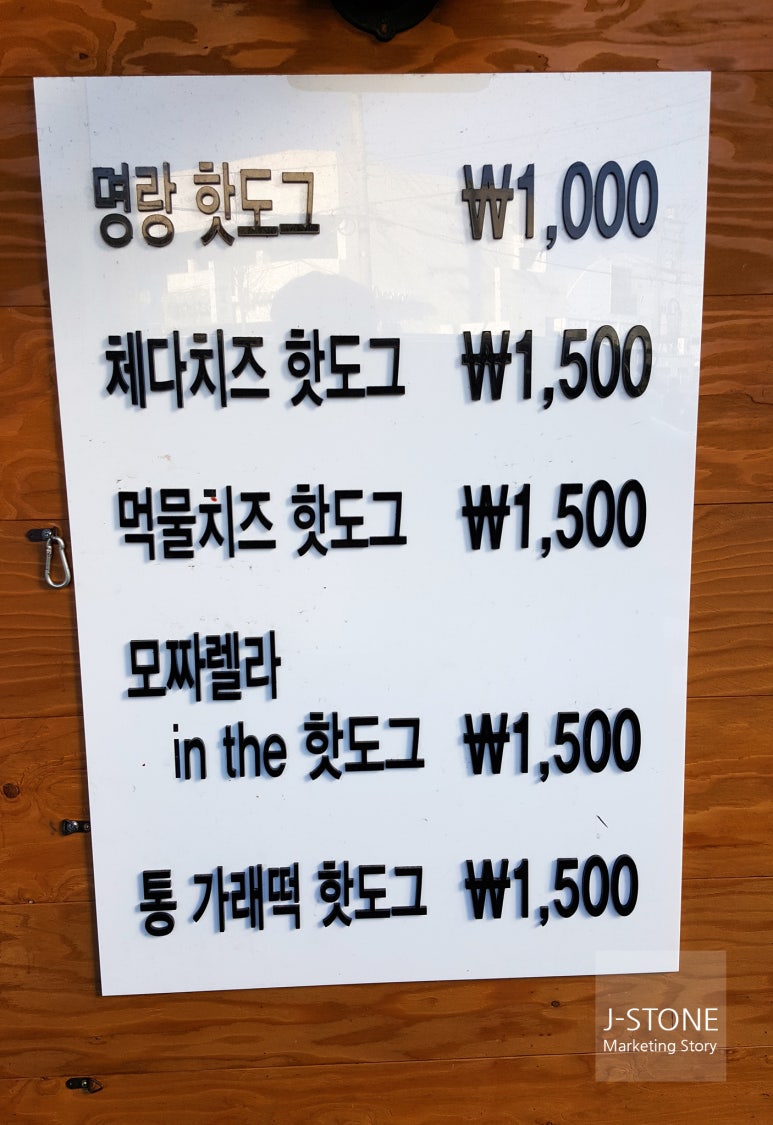 명랑 핫도그 ₩1,000
체다치즈 핫도그 ₩1,500
먹물치즈 핫도그 ₩1,500
모짜렐라
in the 핫도그 ₩1,500
통 가래떡 핫도그 ₩1,500
J-STONE
Marketing Story